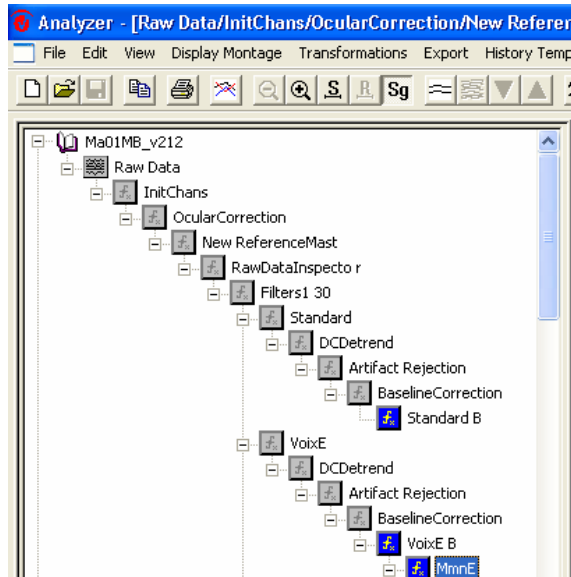 Analyzer - [Raw Data/InitChans/OcularCorrection/New Referen
File Edit View Display Montage Transformations Export History Temp
S R Sg
Ma01MB_v212
Raw Data
InitChans
OcularCorrection
New ReferenceMast
RawDataInspecto r
Filters1 30
Standard
DCDetrend
Artifact Rejection
BaselineCorrection
Standard B
VoixE
DCDetrend
Artifact Rejection
BaselineCorrection
VoixE B
MmnE